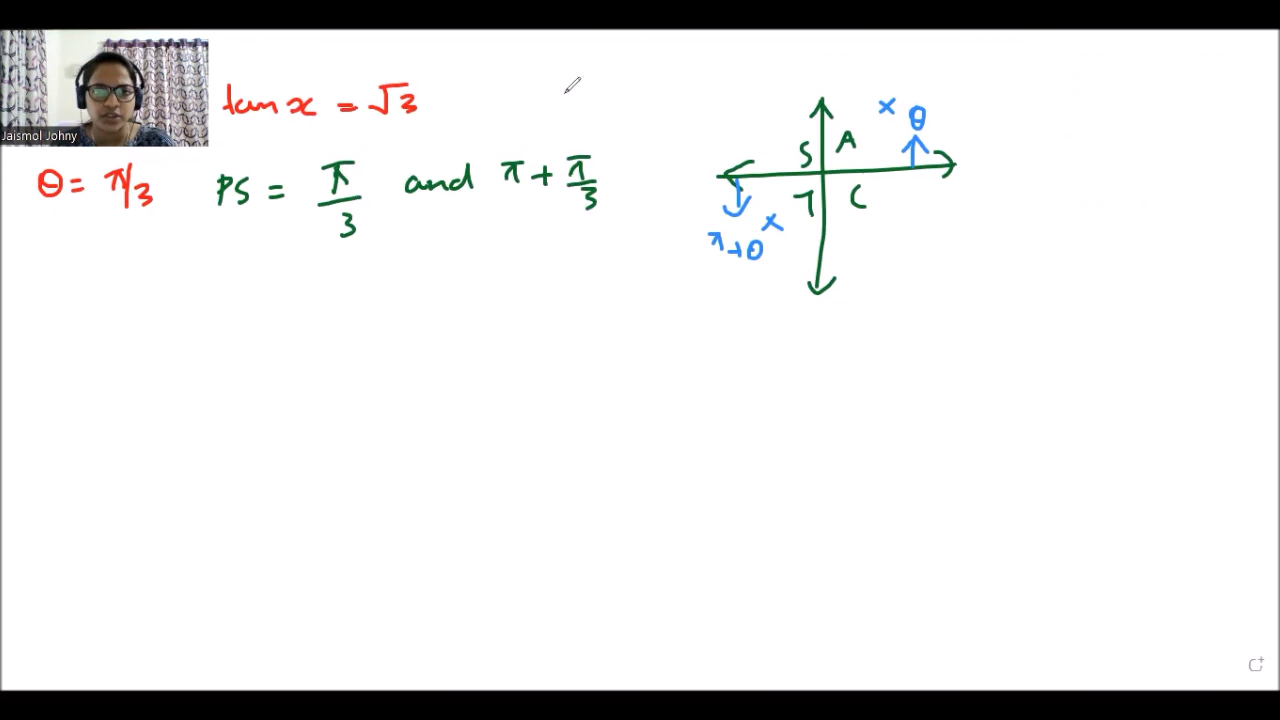 tan x = √3
Jaismol Johny
θ = π/3
PS = π/3 and π + π/3
θ
S A
T C
π+θ